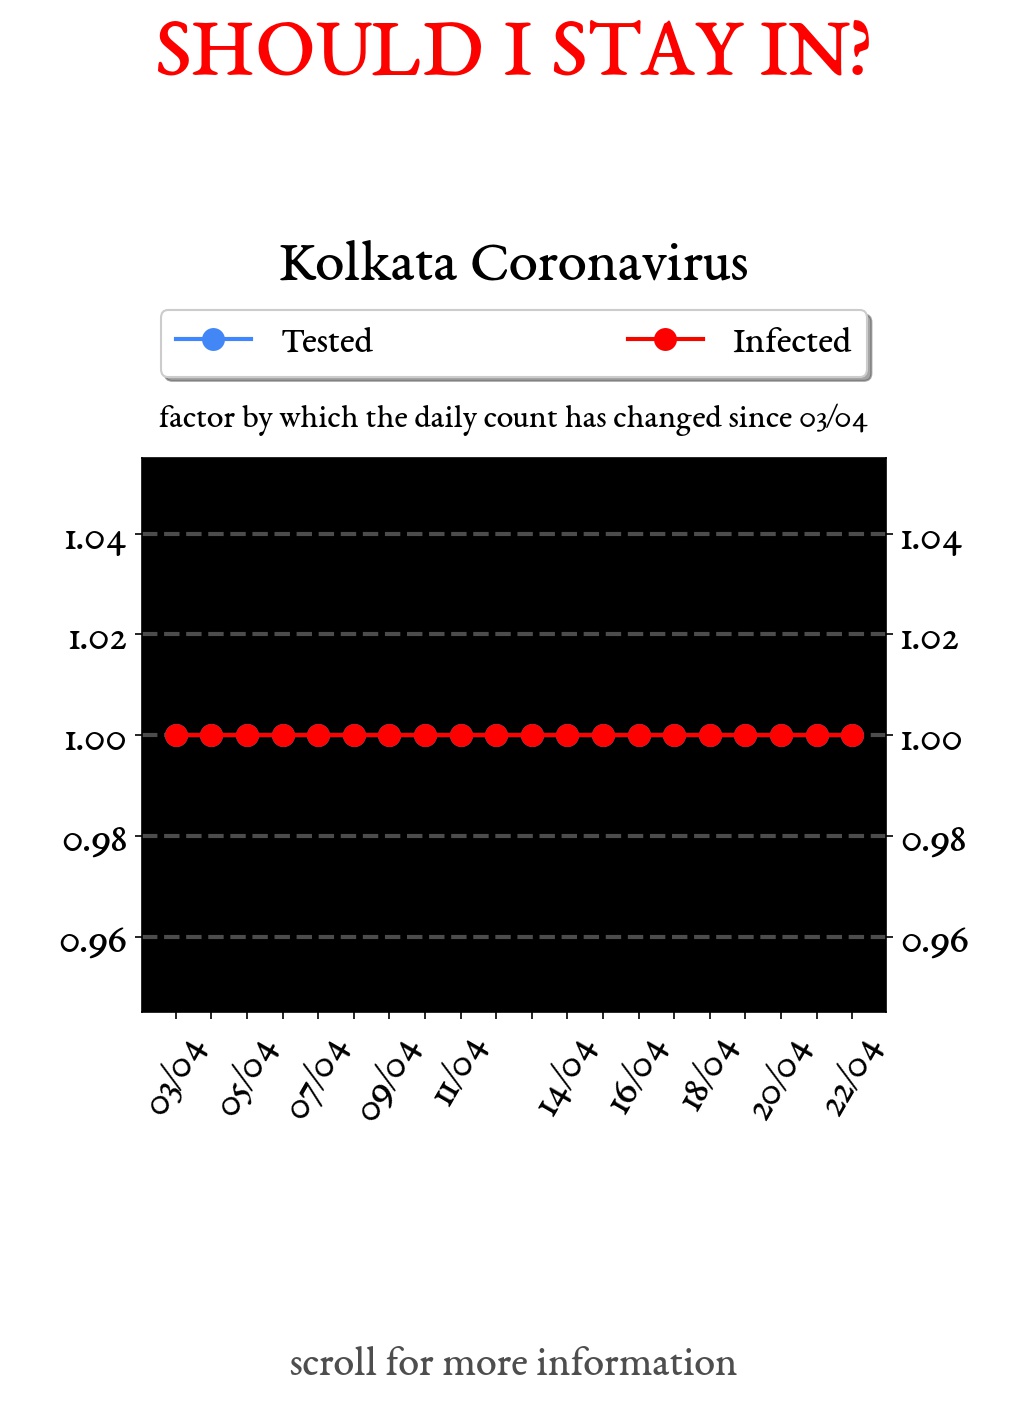 SHOULD I STAY IN?
Kolkata Coronavirus
Tested Infected
factor by which the daily count has changed since 03/04
1.04 1.04
1.02 1.02
1.00 1.00
0.98 0.98
0.96 0.96
03/04 05/04 07/04 09/04 11/04 14/04 16/04 18/04 20/04 22/04
scroll for more information